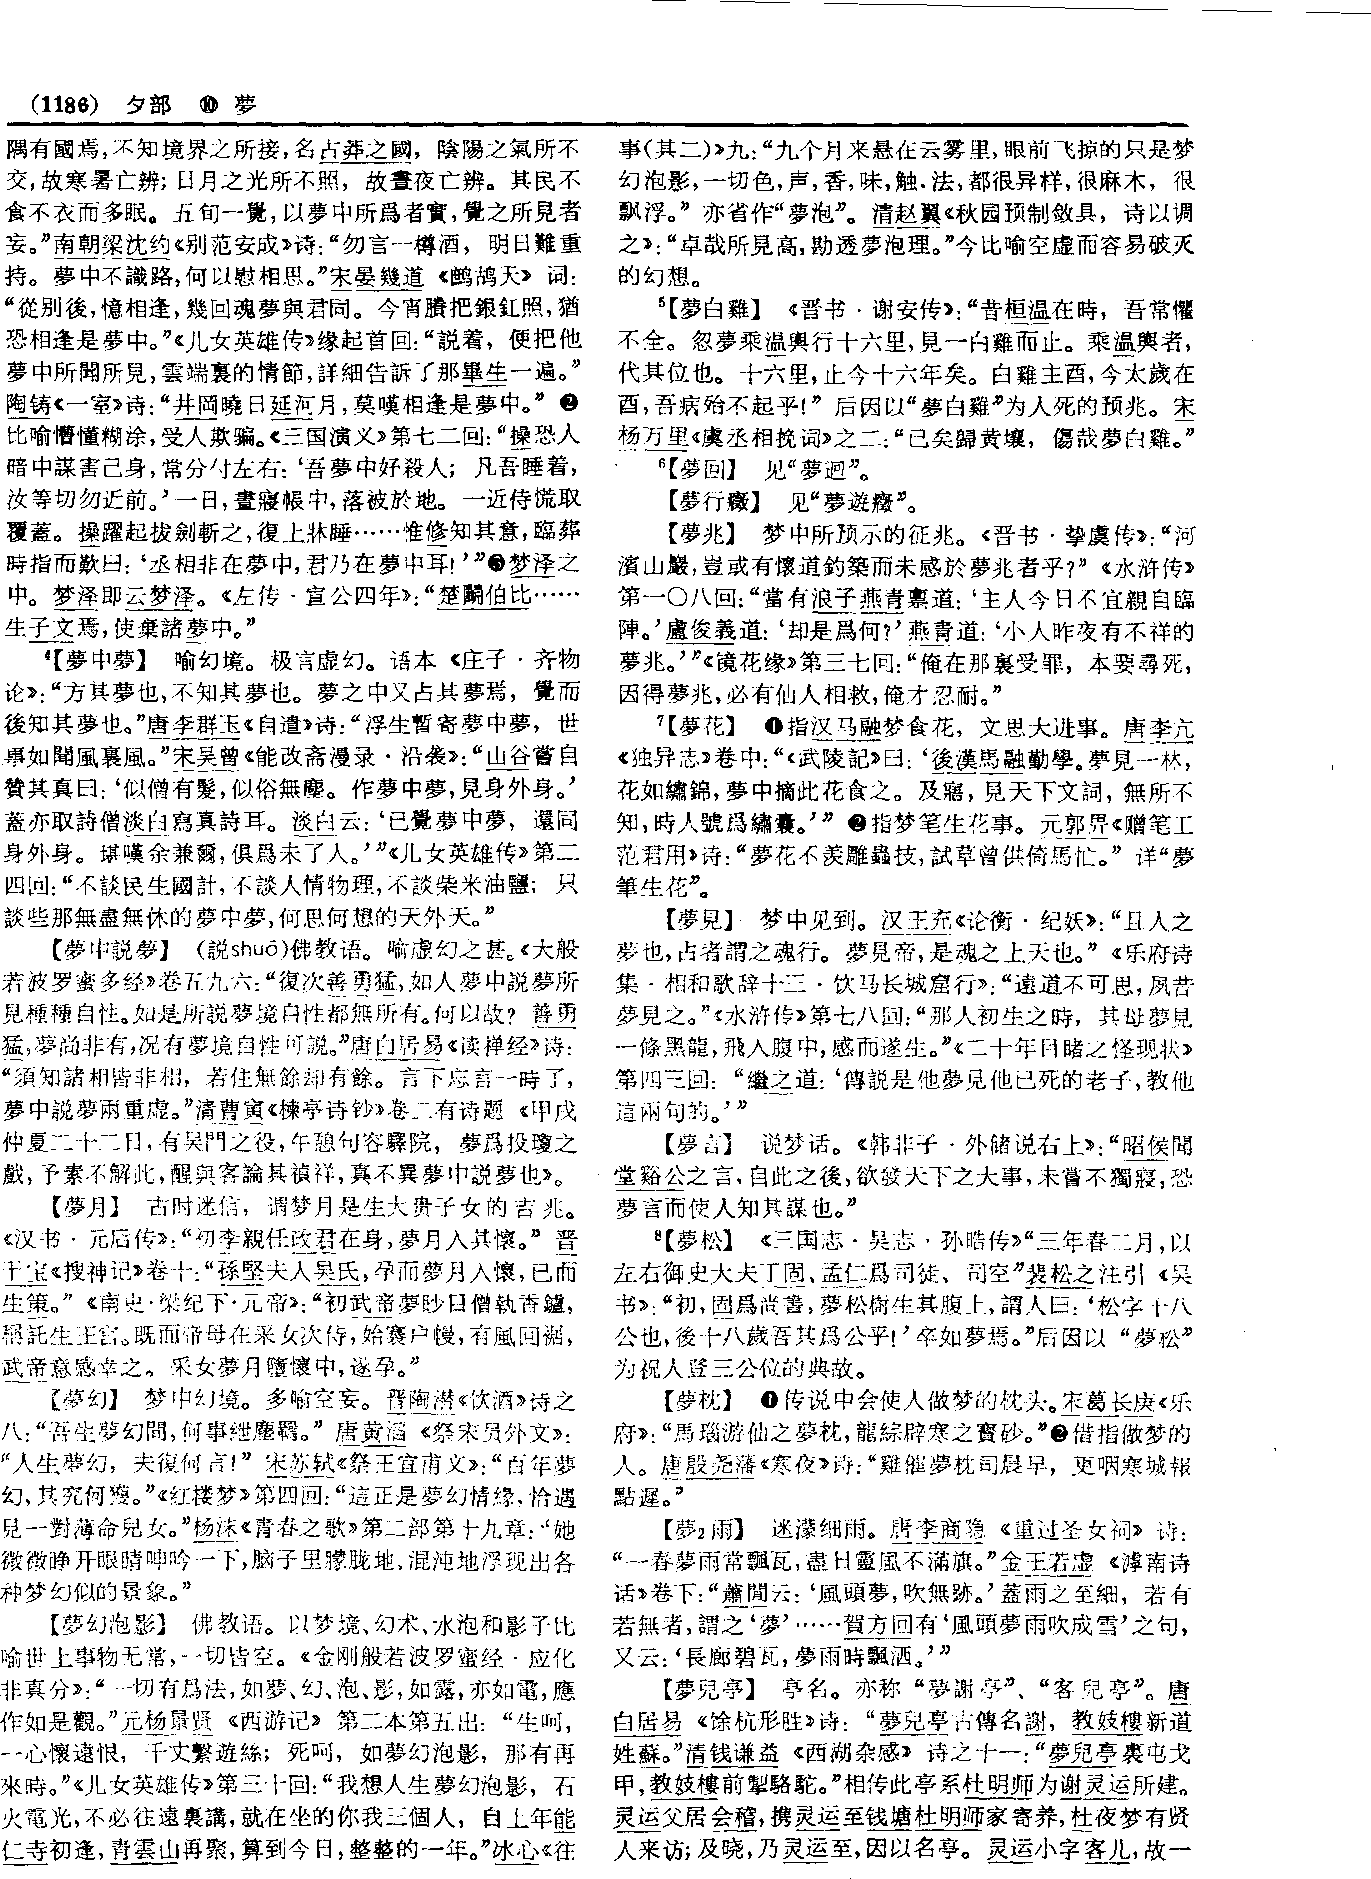 (1186) 夕部 ⑩ 夢
隅有國焉,不知境界之所接,名古莽之國，陰陽之氣所不
交,故寒暑亡辨；日月之光所不照，故晝夜亡辨。其民不
食不衣而多眠。五旬一覺,以夢中所爲者實,覺之所見者
妄。”南朝梁沈约《别范安成》诗:“勿言一樽酒，明日難重
持。夢中不識路,何以慰相思。”宋晏幾道《鹧鸪天》词:
“從别後,憶相逢,幾回魂夢與君同。今宵賸把銀釭照,猶
恐相逢是夢中。”《儿女英雄传》缘起首回:“説着，便把他
夢中所聞所見,雲端裏的情節,詳細告訴了那畢生一遍。”
陶铸《一室》诗:“井岡曉日延河月,莫嘆相逢是夢中。” ❷
比喻懵懂糊涂,受人欺骗。《三国演义》第七二回:“操恐人
暗中謀害己身,常分付左右:‘吾夢中好殺人；凡吾睡着,
汝等切勿近前。’一日,晝寢帳中,落被於地。一近侍慌取
覆蓋。操躍起拔劍斬之,復上牀睡……惟修知其意,臨葬
時指而歎曰:‘丞相非在夢中,君乃在夢中耳!’”❸梦泽之
中。梦泽即云梦泽。《左传·宣公四年》:“楚鬭伯比……
生子文焉,使棄諸夢中。”
⁴【夢中夢】 喻幻境。极言虚幻。语本《庄子·齐物
论》:“方其夢也,不知其夢也。夢之中又占其夢焉，覺而
後知其夢也。”唐李群玉《自遣》诗:“浮生暫寄夢中夢，世
事如聞風裏風。”宋吴曾《能改斋漫录·沿袭》:“山谷嘗自
贊其真曰:‘似僧有髮,似俗無塵。作夢中夢,見身外身。’
蓋亦取詩僧淡白寫真詩耳。淡白云:‘已覺夢中夢，還同
身外身。堪嘆余兼爾,俱爲未了人。’”《儿女英雄传》第二
四回:“不談民生國計,不談人情物理,不談柴米油鹽；只
談些那無盡無休的夢中夢,何思何想的天外天。”
【夢中説夢】 (説shuō)佛教语。喻虚幻之甚。《大般
若波罗蜜多经》卷五九六:“復次善勇猛,如人夢中説夢所
見種種自性。如是所説夢境自性都無所有。何以故？善勇
猛,夢尚非有,况有夢境自性可説。”唐白居易《读禅经》诗:
“須知諸相皆非相，若住無餘却有餘。言下忘言一時了,
夢中説夢兩重虚。”清曹寅《楝亭诗钞》卷二有诗题《甲戌
仲夏二十二日,有吴門之役,午憩句容驛院，夢爲投瓊之
戲,予素不解此,醒與客論其禎祥,真不異夢中説夢也》。
【夢月】 古时迷信，谓梦月是生大贵子女的吉兆。
《汉书·元后传》:“初李親任政君在身,夢月入其懷。”晋
干宝《搜神记》卷十:“孫堅夫人吴氏,孕而夢月入懷,已而
生策。”《南史·梁纪下·元帝》:“初武帝夢眇目僧執香鑪,
稱託生王宫。既而帝母在采女次侍,始褰户幔,有風回裾,
武帝意感幸之。采女夢月墮懷中,遂孕。”
【夢幻】 梦中幻境。多喻空妄。晋陶潜《饮酒》诗之
八:“吾生夢幻間,何事紲塵羈。”唐黄滔《祭宋员外文》:
“人生夢幻，夫復何言!”宋苏轼《祭王宜甫文》:“百年夢
幻,其究何獲。”《红楼梦》第四回:“這正是夢幻情緣,恰遇
見一對薄命兒女。”杨沫《青春之歌》第二部第十九章:“她
微微睁开眼睛呻吟一下,脑子里朦胧地、混沌地浮现出各
种梦幻似的景象。”
【夢幻泡影】 佛教语。以梦境、幻术、水泡和影子比
喻世上事物无常,一切皆空。《金刚般若波罗蜜经·应化
非真分》:“一切有爲法,如夢、幻、泡、影,如露,亦如電,應
作如是觀。”元杨景贤《西游记》第二本第五出:“生呵，
一心懷遠恨，千丈繫遊絲；死呵，如夢幻泡影，那有再
來時。”《儿女英雄传》第三十回:“我想人生夢幻泡影，石
火電光,不必往遠裏講,就在坐的你我三個人，自上年能
仁寺初逢,青雲山再聚,算到今日,整整的一年。”冰心《往
事(其二)》九:“九个月来悬在云雾里,眼前飞掠的只是梦
幻泡影,一切色,声,香,味,触,法,都很异样,很麻木，很
飘浮。”亦省作“夢泡”。清赵翼《秋园预制敛具，诗以调
之》:“卓哉所見高,勘透夢泡理。”今比喻空虚而容易破灭
的幻想。
⁵【夢白雞】 《晋书·谢安传》:“昔桓温在時，吾常懼
不全。忽夢乘温輿行十六里,見一白雞而止。乘温輿者,
代其位也。十六里,止今十六年矣。白雞主酉,今太歲在
酉,吾病殆不起乎!”后因以“夢白雞”为人死的预兆。宋
杨万里《虞丞相挽词》之二:“已矣歸黄壤，傷哉夢白雞。”
⁶【夢回】 见“夢迴”。
【夢行癥】 见“夢遊癥”。
【夢兆】 梦中所预示的征兆。《晋书·挚虞传》:“河
濱山巖,豈或有懷道釣築而未感於夢兆者乎?”《水浒传》
第一〇八回:“當有浪子燕青禀道:‘主人今日不宜親自臨
陣。’盧俊義道:‘却是爲何?’燕青道:‘小人昨夜有不祥的
夢兆。’”《镜花缘》第三七回:“俺在那裏受罪，本要尋死,
因得夢兆,必有仙人相救,俺才忍耐。”
⁷【夢花】 ❶指汉马融梦食花，文思大进事。唐李亢
《独异志》卷中:“《武陵記》曰:‘後漢馬融勤學。夢見一林,
花如繡錦,夢中摘此花食之。及寤，見天下文詞，無所不
知,時人號爲繡囊。’” ❷指梦笔生花事。元郭昇《赠笔工
范君用》诗:“夢花不羨雕蟲技,試草曾供倚馬忙。”详“夢
筆生花”。
【夢見】 梦中见到。汉王充《论衡·纪妖》:“且人之
夢也,占者謂之魂行。夢見帝,是魂之上天也。”《乐府诗
集·相和歌辞十三·饮马长城窟行》:“遠道不可思,夙昔
夢見之。”《水浒传》第七八回:“那人初生之時，其母夢見
一條黑龍,飛入腹中,感而遂生。”《二十年目睹之怪现状》
第四三回:“繼之道:‘傳説是他夢見他已死的老子,教他
這兩句的。’”
【夢言】 说梦话。《韩非子·外储说右上》:“昭侯聞
堂谿公之言,自此之後,欲發天下之大事,未嘗不獨寢,恐
夢言而使人知其謀也。”
⁸【夢松】 《三国志·吴志·孙皓传》“三年春二月,以
左右御史大夫丁固、孟仁爲司徒、司空”裴松之注引《吴
书》:“初,固爲尚書,夢松樹生其腹上,謂人曰:‘松字十八
公也,後十八歲吾其爲公乎!’卒如夢焉。”后因以“夢松”
为祝人登三公位的典故。
【夢枕】 ❶传说中会使人做梦的枕头。宋葛长庚《乐
府》:“馬瑙游仙之夢枕,龍綜辟寒之寶砂。”❷借指做梦的
人。唐殷尧藩《寒夜》诗:“雞催夢枕司晨早，更咽寒城報
點遲。”
【夢₂雨】 迷濛细雨。唐李商隐《重过圣女祠》诗:
“一春夢雨常飄瓦,盡日靈風不滿旗。”金王若虚《滹南诗
话》卷下:“蕭閒云:‘風頭夢,吹無跡。’蓋雨之至細，若有
若無者,謂之‘夢’……賀方回有‘風頭夢雨吹成雪’之句,
又云:‘長廊碧瓦,夢雨時飄洒。’”
【夢兒亭】 亭名。亦称“夢謝亭”、“客兒亭”。唐
白居易《馀杭形胜》诗:“夢兒亭古傳名謝，教妓樓新道
姓蘇。”清钱谦益《西湖杂感》诗之十一:“夢兒亭裏屯戈
甲,教妓樓前掣駱駝。”相传此亭系杜明师为谢灵运所建。
灵运父居会稽,携灵运至钱塘杜明师家寄养,杜夜梦有贤
人来访；及晓,乃灵运至,因以名亭。灵运小字客儿,故一